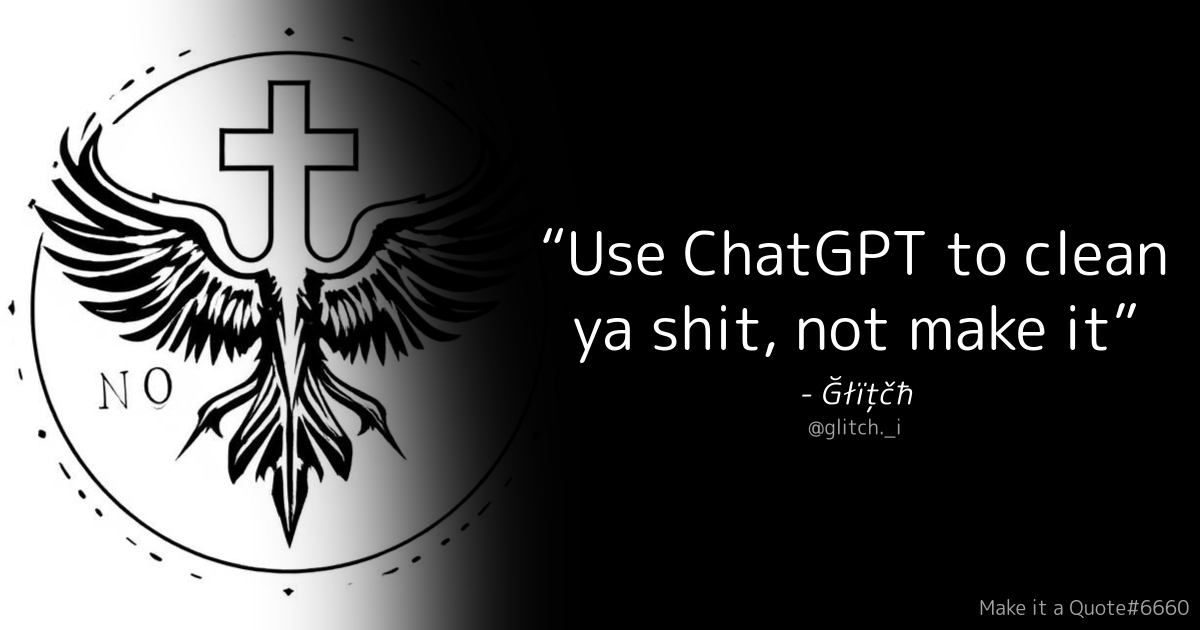 “Use ChatGPT to clean
ya shit, not make it”
- Ğłïțčħ
@glitch._i
NO
Make it a Quote#6660